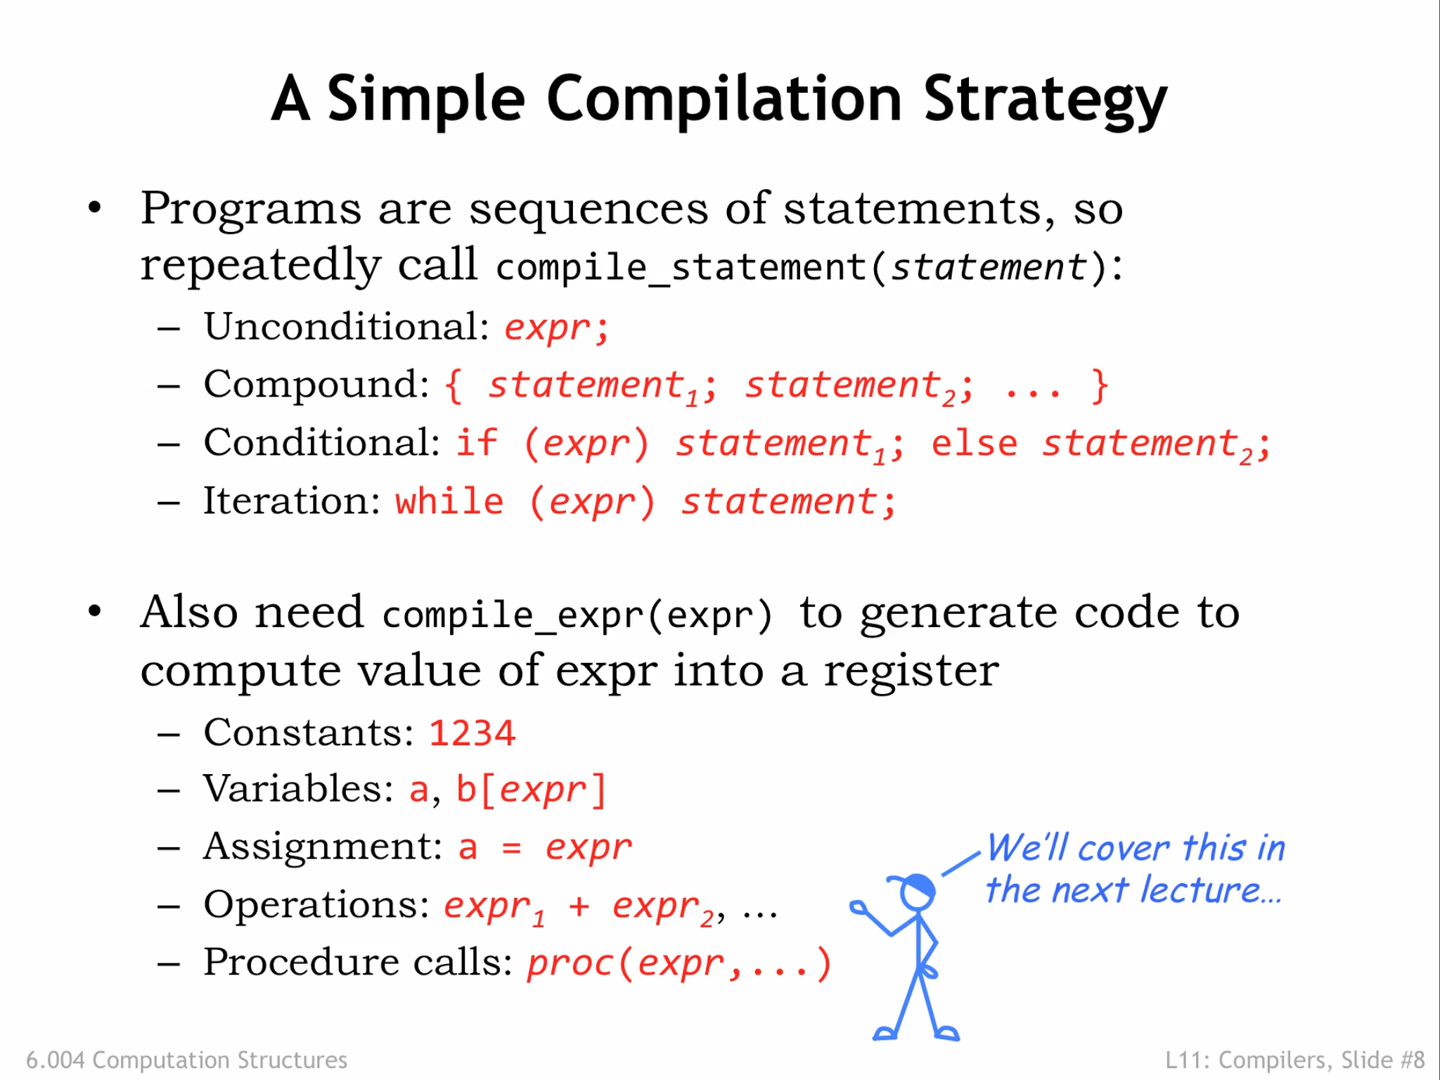 A Simple Compilation Strategy
• Programs are sequences of statements, so
repeatedly call compile_statement(statement):
– Unconditional: expr;
– Compound: { statement1; statement2; ... }
– Conditional: if (expr) statement1; else statement2;
– Iteration: while (expr) statement;
• Also need compile_expr(expr) to generate code to
compute value of expr into a register
– Constants: 1234
– Variables: a, b[expr]
– Assignment: a = expr
– Operations: expr1 + expr2, …
– Procedure calls: proc(expr,...)
We'll cover this in
the next lecture…
6.004 Computation Structures
L11: Compilers, Slide #8